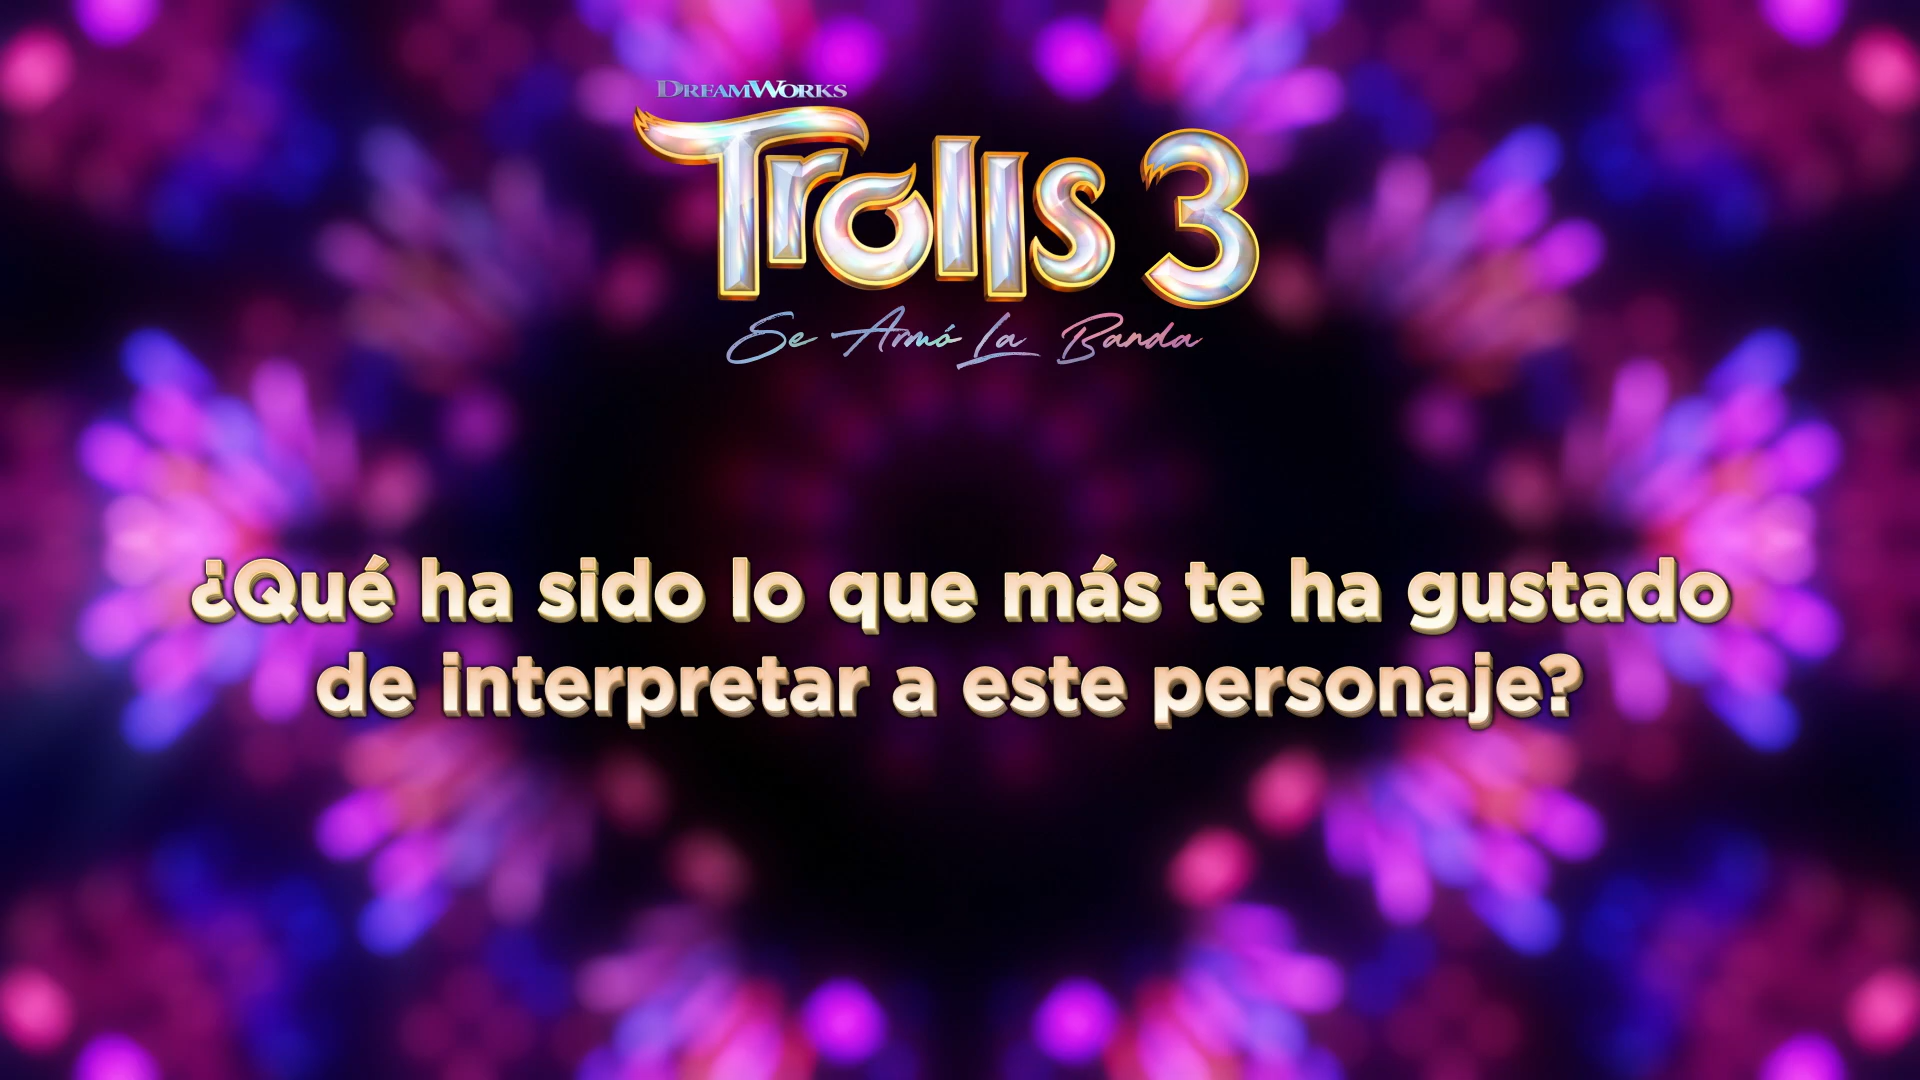 DREAMWORKS
Trolls 3
Se Armó La Banda
¿Qué ha sido lo que más te ha gustado
de interpretar a este personaje?